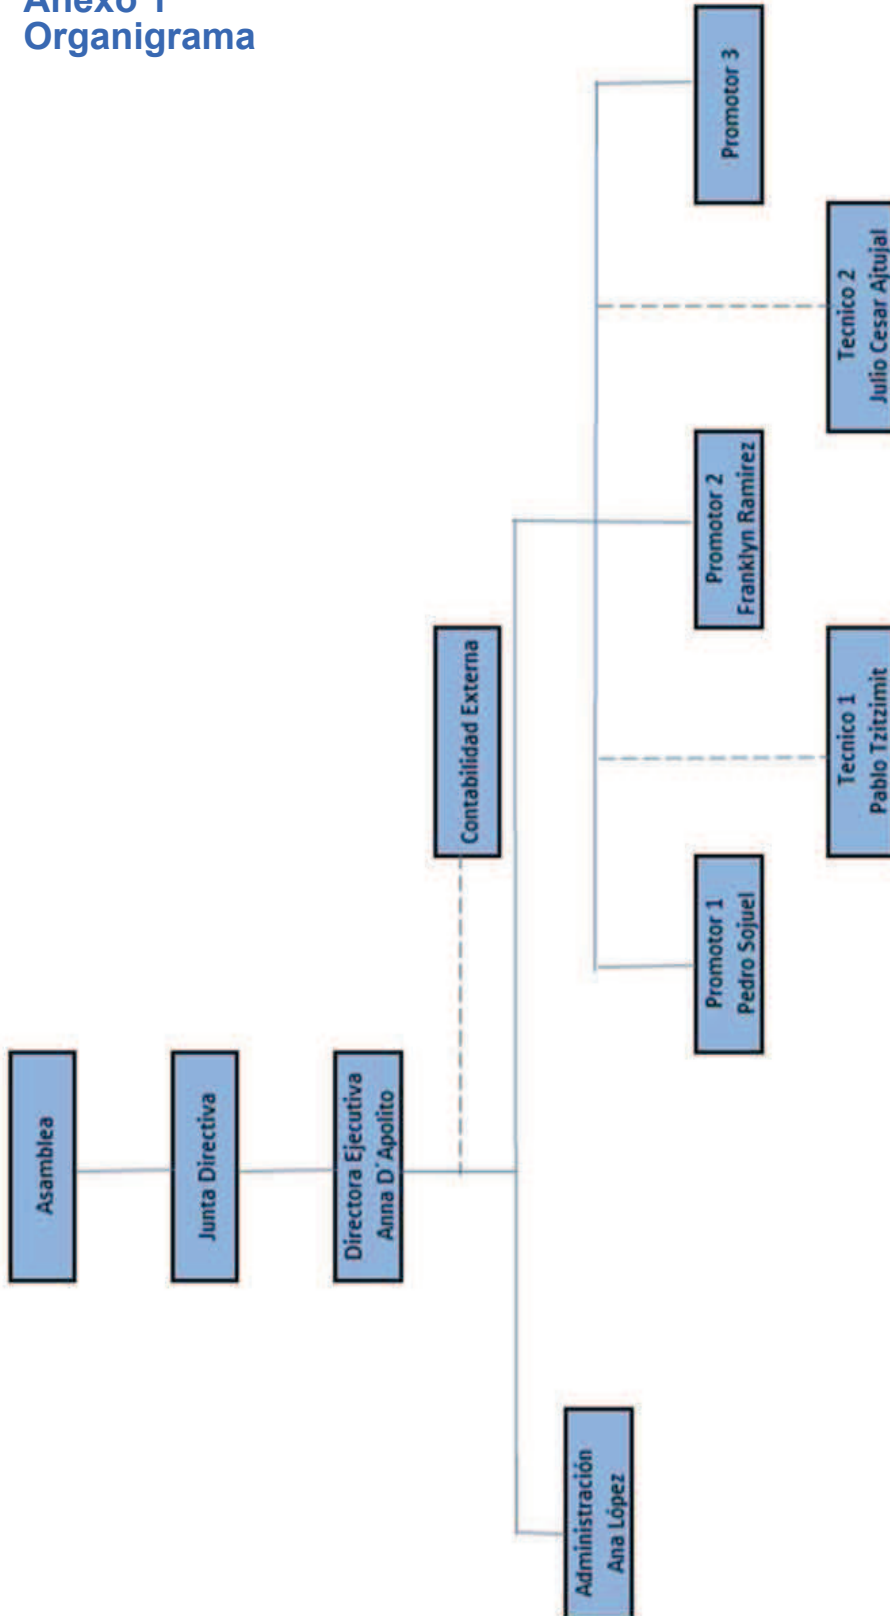 Anexo 1
Organigrama
Asamblea
Junta Directiva
Directora Ejecutiva
Anna D´Apolito
Contabilidad Externa
Administración
Ana López
Promotor 1
Pedro Sojuel
Promotor 2
Franklyn Ramirez
Promotor 3
Tecnico 1
Pablo Tzitzimit
Tecnico 2
Julio Cesar Ajtujal